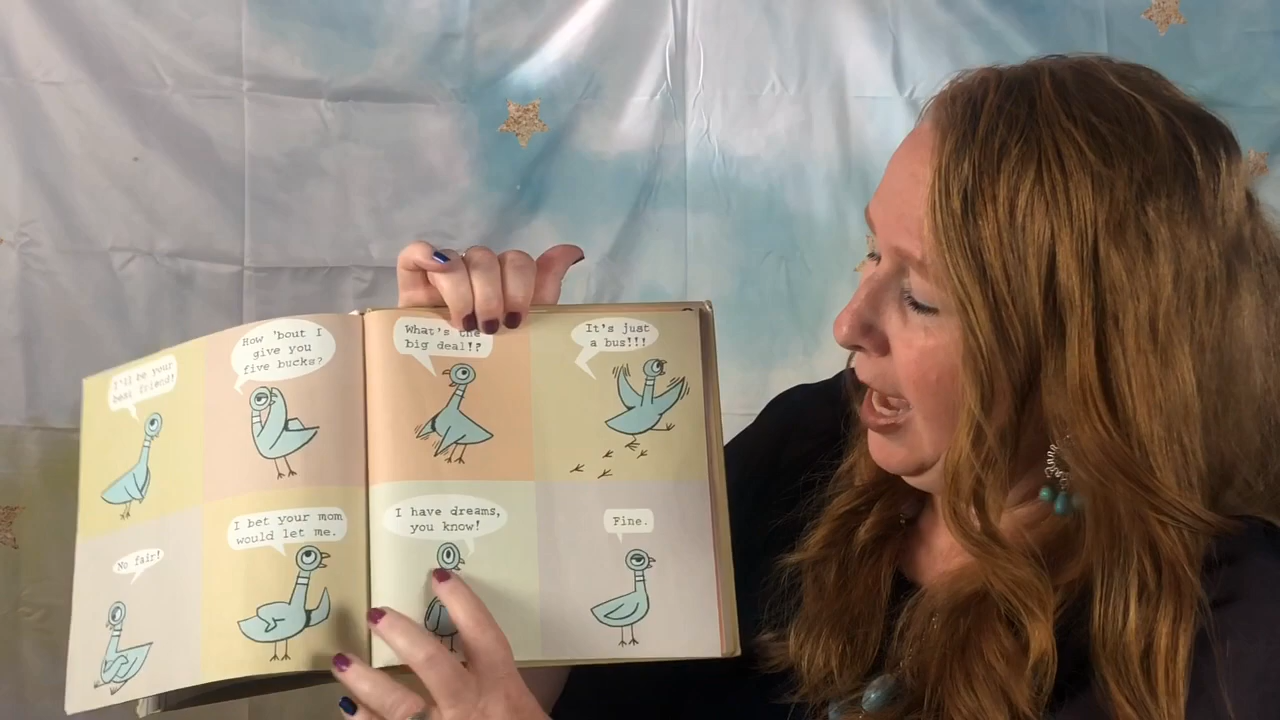 I'll be your
best friend!
How 'bout I
give you
five bucks?
What's the
big deal!?
It's just
a bus!!!
No fair!
I bet your mom
would let me.
I have dreams,
you know!
Fine.